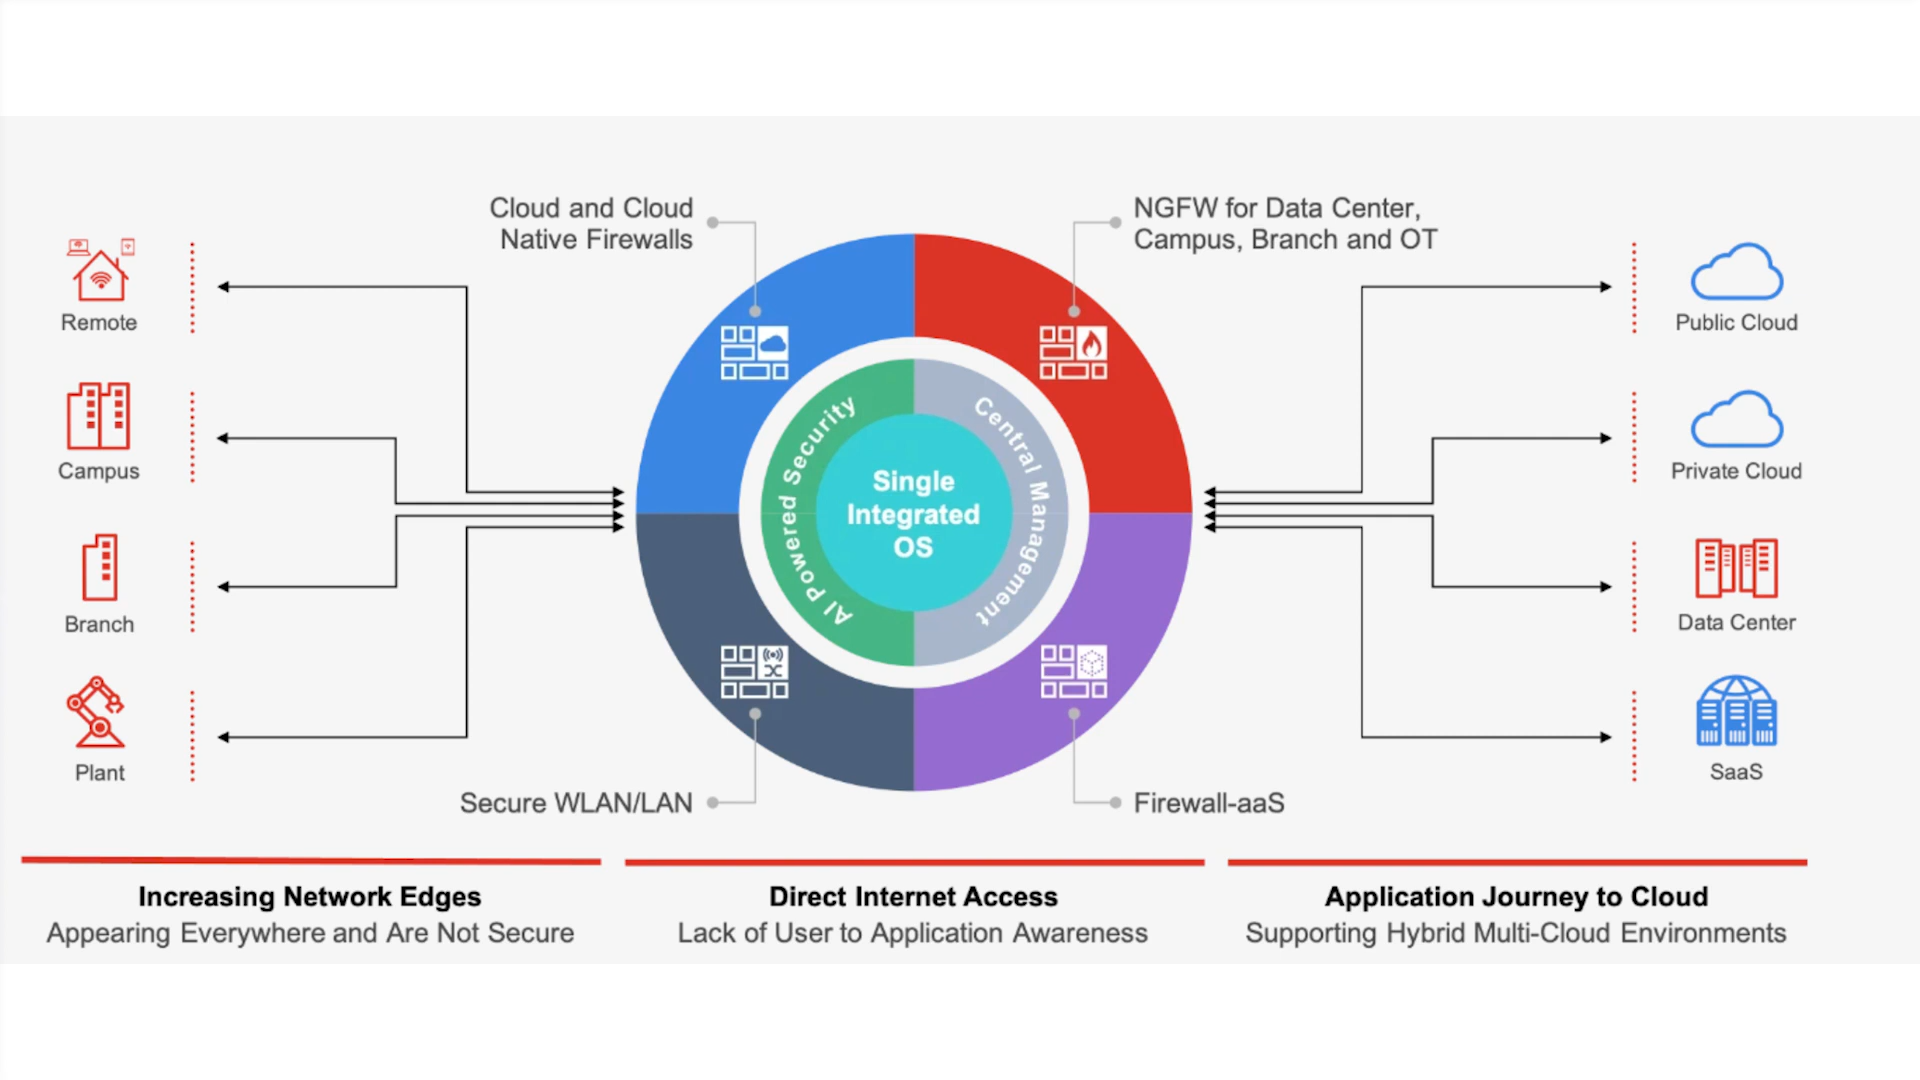 Cloud and Cloud
Native Firewalls
NGFW for Data Center,
Campus, Branch and OT
Remote
Campus
Branch
Plant
AI Powered Security
Central Management
Single
Integrated
OS
Public Cloud
Private Cloud
Data Center
SaaS
Secure WLAN/LAN
Firewall-aaS
Increasing Network Edges
Appearing Everywhere and Are Not Secure
Direct Internet Access
Lack of User to Application Awareness
Application Journey to Cloud
Supporting Hybrid Multi-Cloud Environments